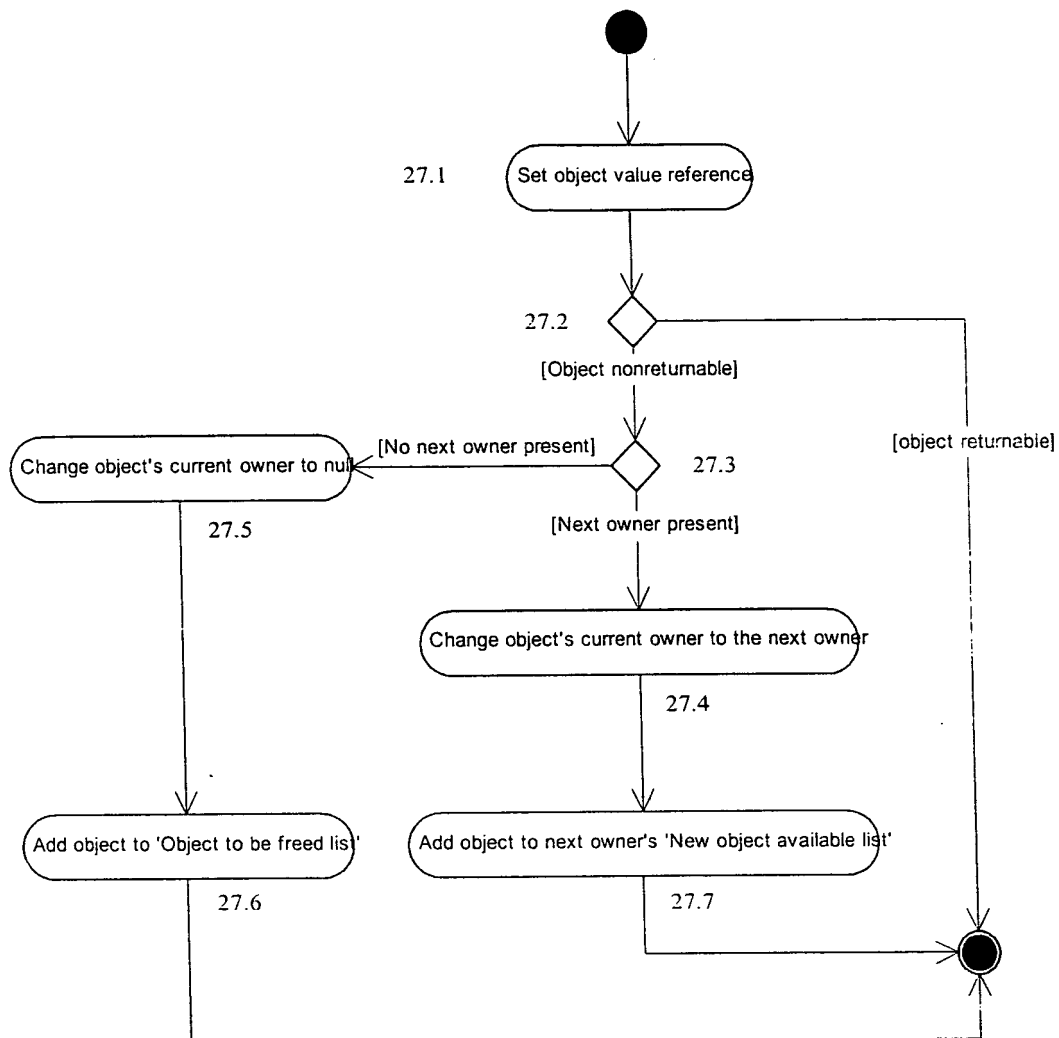 27.1
Set object value reference
27.2
[Object nonreturnable]
[No next owner present]
[object returnable]
Change object's current owner to null
27.3
27.5
[Next owner present]
Change object's current owner to the next owner
27.4
Add object to 'Object to be freed list'
Add object to next owner's 'New object available list'
27.6
27.7